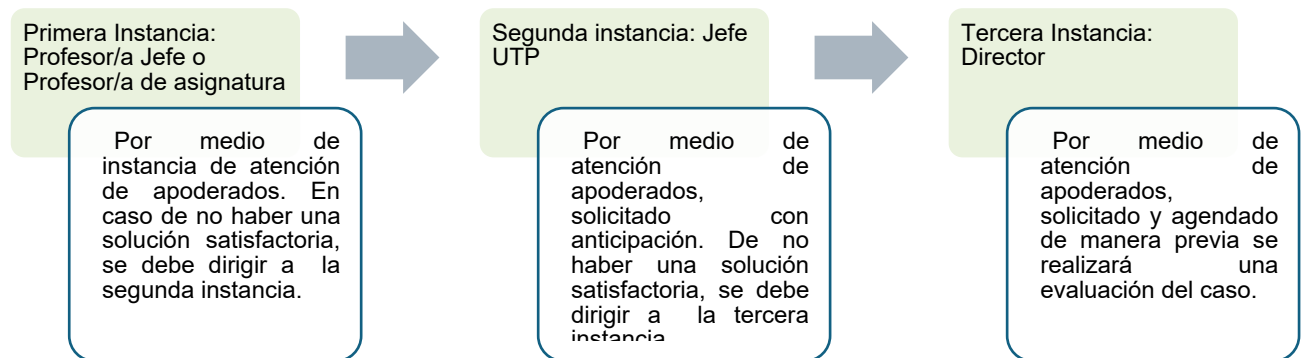 Primera Instancia:
Profesor/a Jefe o
Profesor/a de asignatura
Por medio de
instancia de atención
de apoderados. En
caso de no haber una
solución satisfactoria,
se debe dirigir a la
segunda instancia.
Segunda instancia: Jefe
UTP
Por medio de
atención de
apoderados,
solicitado con
anticipación. De no
haber una solución
satisfactoria, se debe
dirigir a la tercera
instancia
Tercera Instancia:
Director
Por medio de
atención de
apoderados,
solicitado y agendado
de manera previa se
realizará una
evaluación del caso.